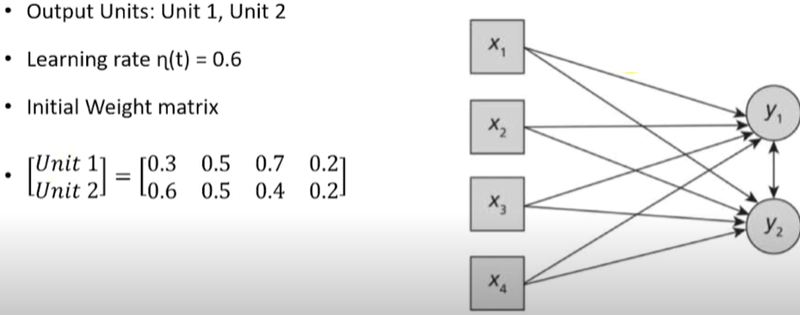 • Output Units: Unit 1, Unit 2
• Learning rate η(t) = 0.6
• Initial Weight matrix
• [Unit 1] = [0.3 0.5 0.7 0.2]
[Unit 2] [0.6 0.5 0.4 0.2]
x₁
x₂
x₃
x₄
y₁
y₂